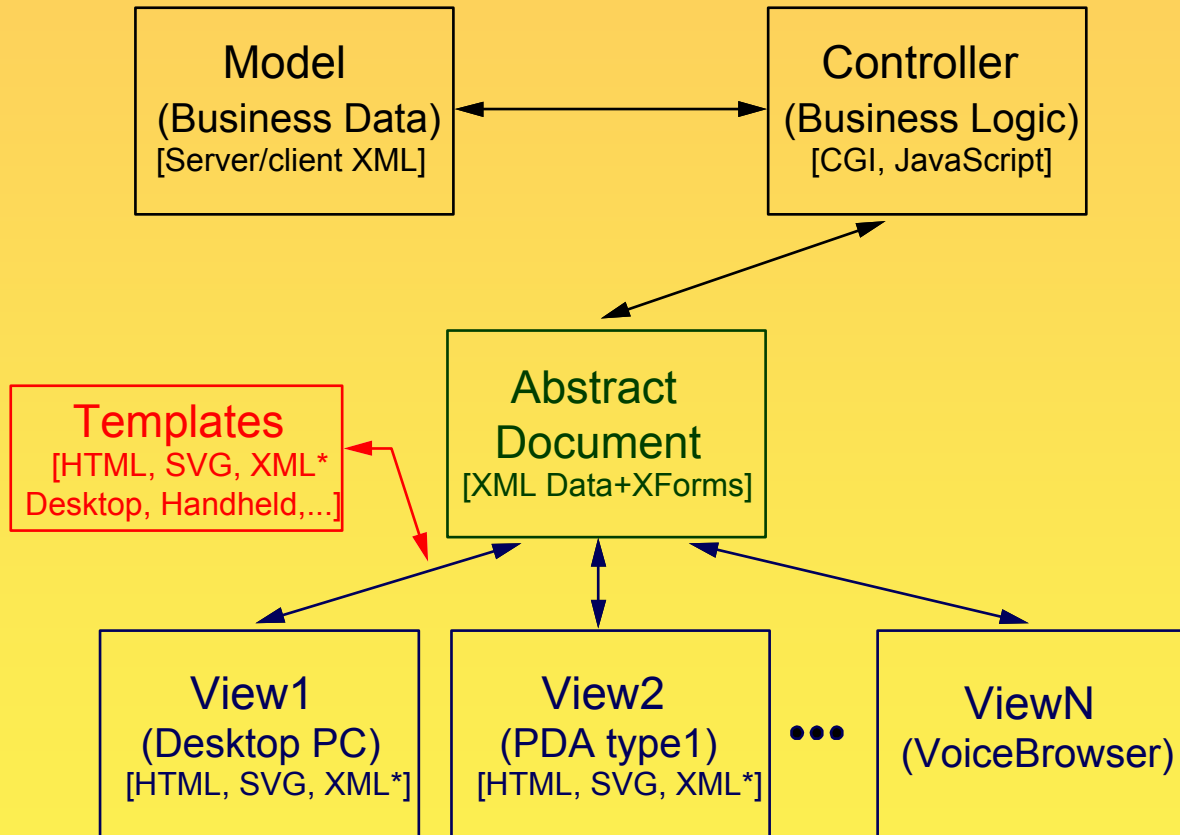 Model
(Business Data)
[Server/client XML]
Controller
(Business Logic)
[CGI, JavaScript]
Abstract
Document
[XML Data+XForms]
Templates
[HTML, SVG, XML*
Desktop, Handheld,...]
View1
(Desktop PC)
[HTML, SVG, XML*]
View2
(PDA type1)
[HTML, SVG, XML*]
•••
ViewN
(VoiceBrowser)